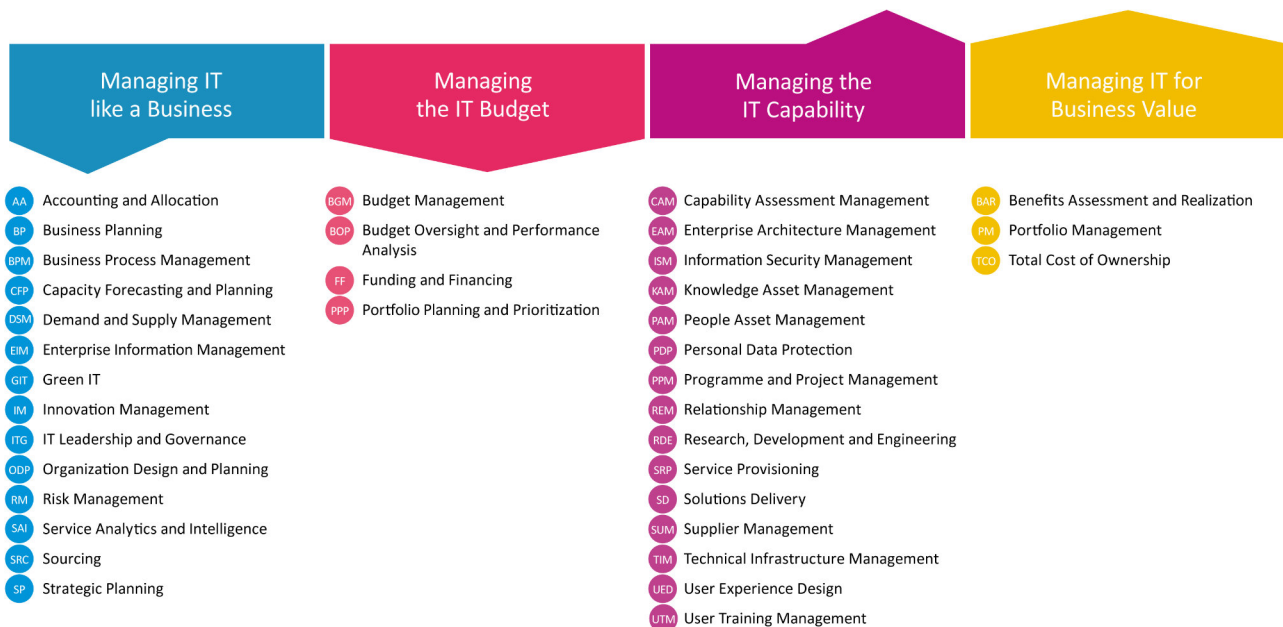 Managing IT
like a Business
AA Accounting and Allocation
BP Business Planning
BPM Business Process Management
CFP Capacity Forecasting and Planning
DSM Demand and Supply Management
EIM Enterprise Information Management
GIT Green IT
IM Innovation Management
ITG IT Leadership and Governance
ODP Organization Design and Planning
RM Risk Management
SAI Service Analytics and Intelligence
SRC Sourcing
SP Strategic Planning
Managing
the IT Budget
BGM Budget Management
BOP Budget Oversight and Performance
Analysis
FF Funding and Financing
PPP Portfolio Planning and Prioritization
Managing the
IT Capability
CAM Capability Assessment Management
EAM Enterprise Architecture Management
ISM Information Security Management
KAM Knowledge Asset Management
PAM People Asset Management
PDP Personal Data Protection
PPM Programme and Project Management
REM Relationship Management
RDE Research, Development and Engineering
SRP Service Provisioning
SD Solutions Delivery
SUM Supplier Management
TIM Technical Infrastructure Management
UED User Experience Design
UTM User Training Management
Managing IT for
Business Value
BAR Benefits Assessment and Realization
PM Portfolio Management
TCO Total Cost of Ownership